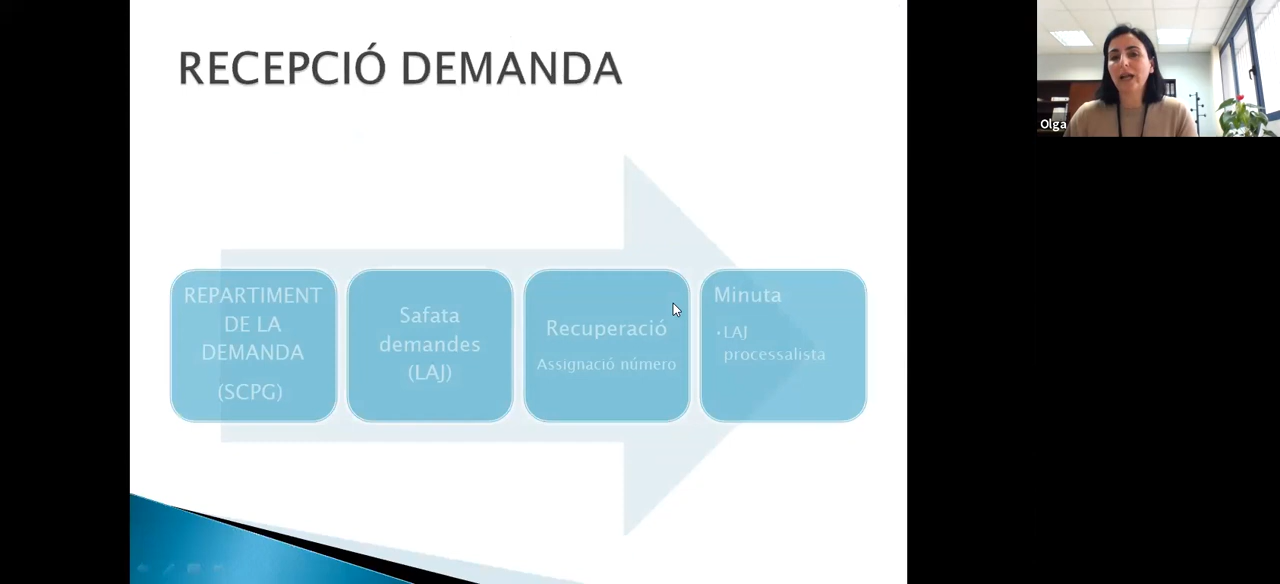 RECEPCIÓ DEMANDA
Olga
REPARTIMENT
DE LA
DEMANDA
(SCPG)
Safata
demandes
(LAJ)
Recuperació
Assignació número
Minuta
•LAJ
processalista